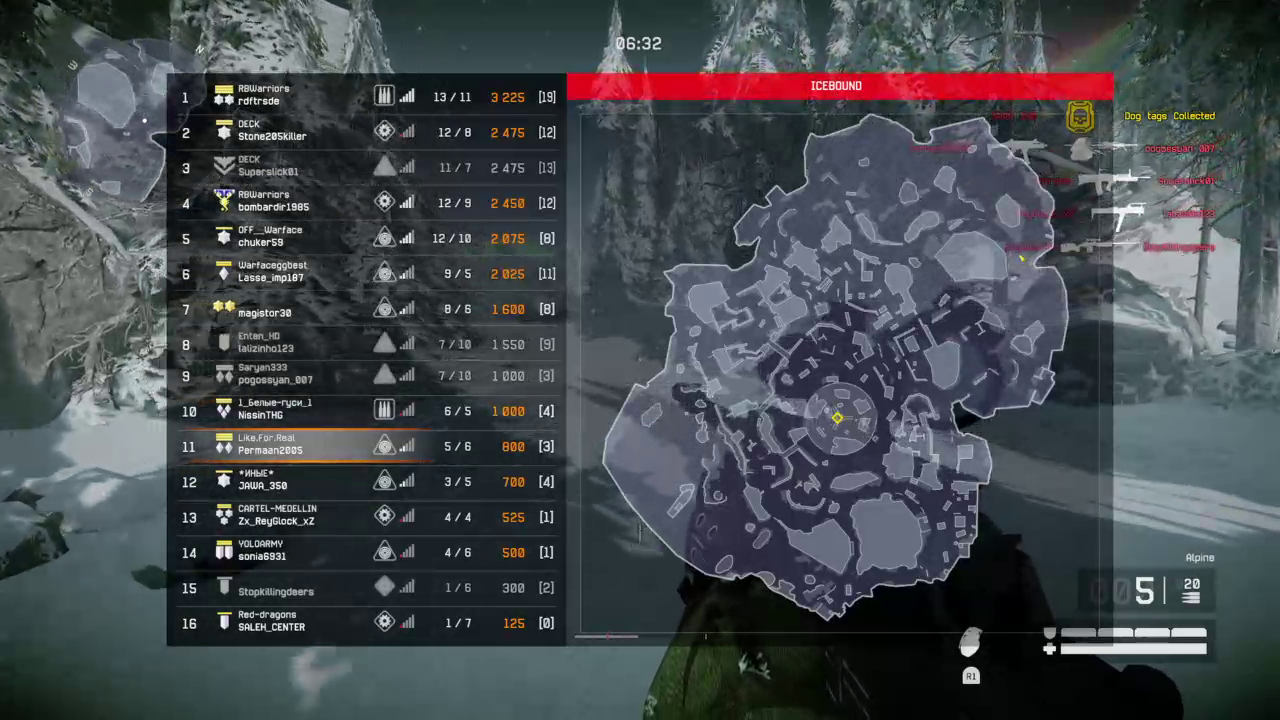 06:32
ICEBOUND
1 RBWarriors
rdftrsde 13 / 11 3 225 [19]
2 DECK
Stone205killer 12 / 8 2 475 [12]
3 DECK
Superslick01 11 / 7 2 475 [13]
4 RBWarriors
bombardir1985 12 / 9 2 450 [12]
5 OFF__Warface
chuker59 12 / 10 2 075 [8]
6 Warfaceggbest
Lasse_imp187 9 / 5 2 025 [11]
7 magistor30 8 / 6 1 600 [8]
8 Entan_HD
lalizinho123 7 / 10 1 550 [9]
9 Saryan333
pogossyan_007 7 / 10 1 000 [3]
10 1_Белые-гуси_1
NissinTHG 6 / 5 1 000 [4]
11 Like.For.Real
Permaan2005 5 / 6 800 [3]
12 *ИНЫЕ*
JAWA_350 3 / 5 700 [4]
13 CARTEL-MEDELLIN
Zx_ReyGlock_xZ 4 / 4 525 [1]
14 YOLOARMY
sonia6931 4 / 6 500 [1]
15 Stopkillingdeers 1 / 6 300 [2]
16 Red-dragons
SALEH_CENTER 1 / 7 125 [0]
Dog tags Collected
pogossyan_007
Superslick01
Alpine
005 | 20
R1